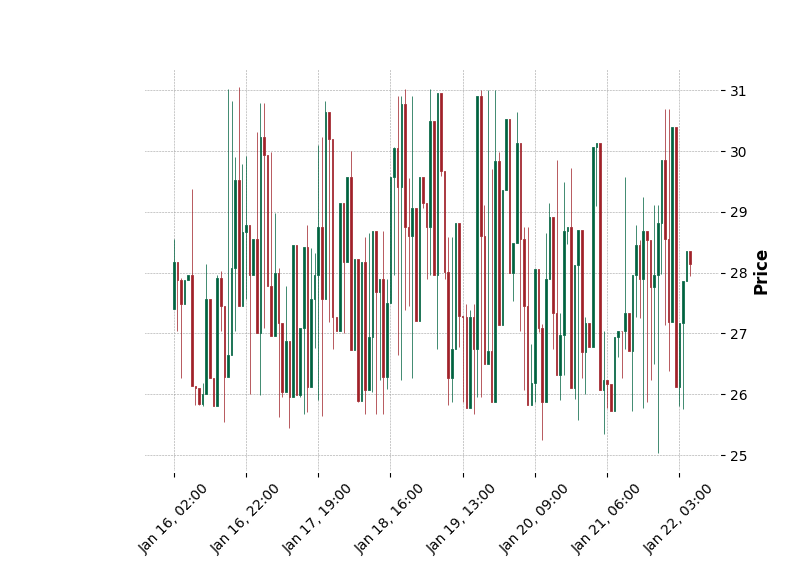 31
30
29
28
27
26
25
Price
Jan 16, 02:00
Jan 16, 22:00
Jan 17, 19:00
Jan 18, 16:00
Jan 19, 13:00
Jan 20, 09:00
Jan 21, 06:00
Jan 22, 03:00